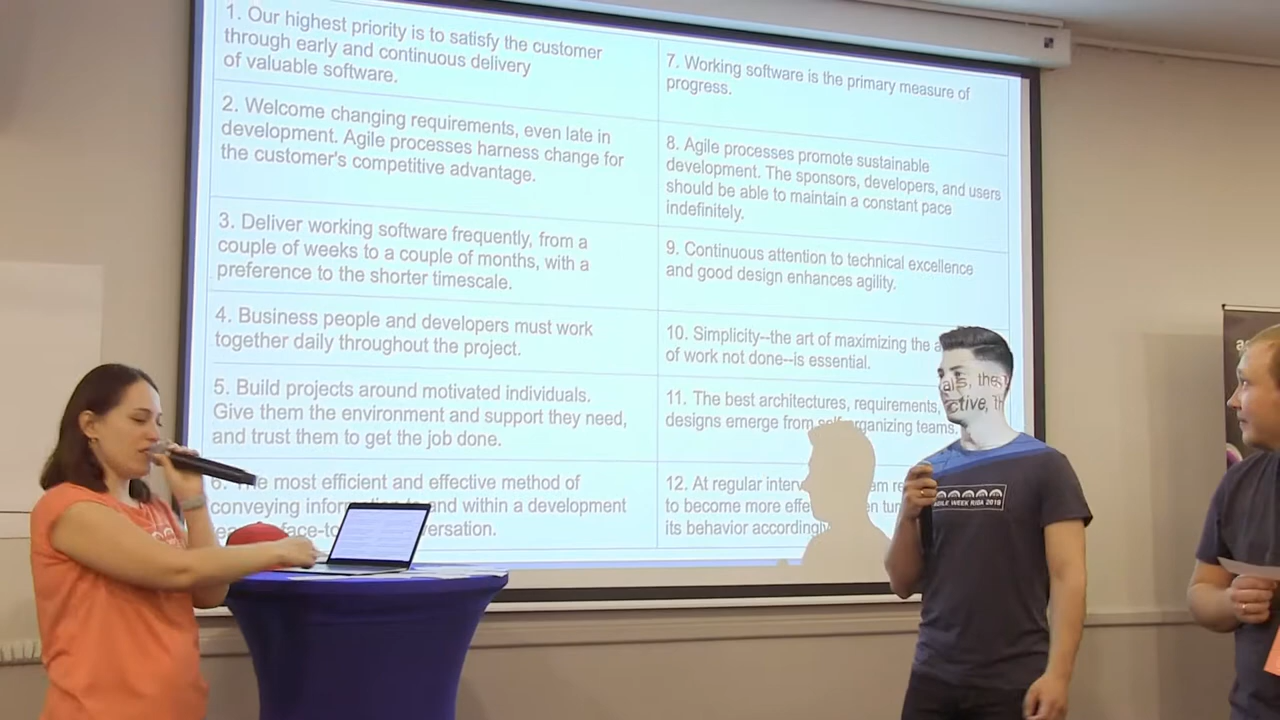 1. Our highest priority is to satisfy the customer
through early and continuous delivery
of valuable software.
2. Welcome changing requirements, even late in
development. Agile processes harness change for
the customer's competitive advantage.
3. Deliver working software frequently, from a
couple of weeks to a couple of months, with a
preference to the shorter timescale.
4. Business people and developers must work
together daily throughout the project.
5. Build projects around motivated individuals.
Give them the environment and support they need,
and trust them to get the job done.
6. The most efficient and effective method of
conveying and within a development
7. Working software is the primary measure of
progress.
8. Agile processes promote sustainable
development. The sponsors, developers, and users
should be able to maintain a constant pace
indefinitely.
9. Continuous attention to technical excellence
and good design enhances agility.
10. Simplicity--the art of maximizing the
of work not done--is essential.
11. The best architectures, requirements,
designs emerge from organizing teams.
12. At regular
to become more
its behavior accordingly
the
AGILE WEEK RIGA 2019